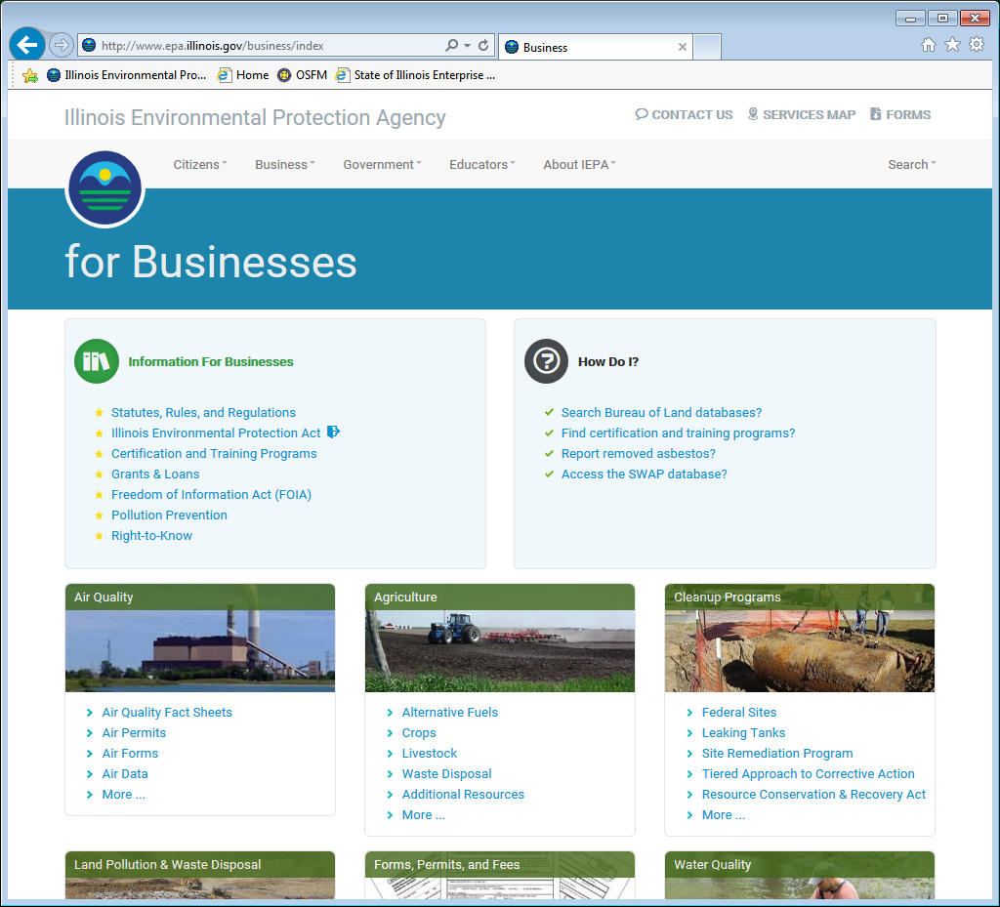 http://www.epa.illinois.gov/business/index
Business
Illinois Environmental Pro...
Home
OSFM
State of Illinois Enterprise ...
Illinois Environmental Protection Agency
CONTACT US
SERVICES MAP
FORMS
Citizens
Business
Government
Educators
About IEPA
Search
for Businesses
Information For Businesses
Statutes, Rules, and Regulations
Illinois Environmental Protection Act
Certification and Training Programs
Grants & Loans
Freedom of Information Act (FOIA)
Pollution Prevention
Right-to-Know
How Do I?
Search Bureau of Land databases?
Find certification and training programs?
Report removed asbestos?
Access the SWAP database?
Air Quality
Air Quality Fact Sheets
Air Permits
Air Forms
Air Data
More ...
Agriculture
Alternative Fuels
Crops
Livestock
Waste Disposal
Additional Resources
More ...
Cleanup Programs
Federal Sites
Leaking Tanks
Site Remediation Program
Tiered Approach to Corrective Action
Resource Conservation & Recovery Act
More ...
Land Pollution & Waste Disposal
Forms, Permits, and Fees
Water Quality